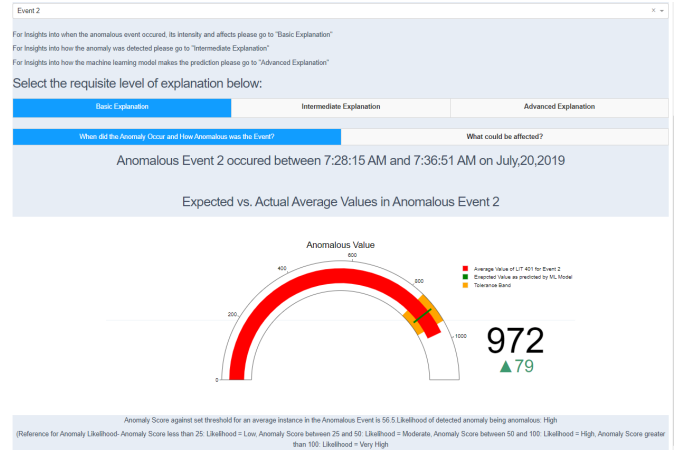 Event 2
× ▾
For Insights into when the anomalous event occured, its intensity and affects please go to "Basic Explanation"
For Insights into how the anomaly was detected please go to "Intermediate Explanation"
For Insights into how the machine learning model makes the prediction please go to "Advanced Explanation"
Select the requisite level of explanation below:
Basic Explanation
Intermediate Explanation
Advanced Explanation
When did the Anomaly Occur and How Anomalous was the Event?
What could be affected?
Anomalous Event 2 occured between 7:28:15 AM and 7:36:51 AM on July,20,2019
Expected vs. Actual Average Values in Anomalous Event 2
Anomalous Value
0
200
400
600
800
1000
Average Value of LIT 401 for Event 2
Exepcted Value as predicted by ML Model
Tolerance Band
972
▲79
Anomaly Score against set threshold for an average instance in the Anomalous Event is 56.5.Likelihood of detected anomaly being anomalous: High
(Reference for Anomaly Likelihood- Anomaly Score less than 25: Likelihood = Low, Anomaly Score between 25 and 50: Likelihood = Moderate, Anomaly Score between 50 and 100: Likelihood = High, Anomaly Score greater
than 100: Likelihood = Very High